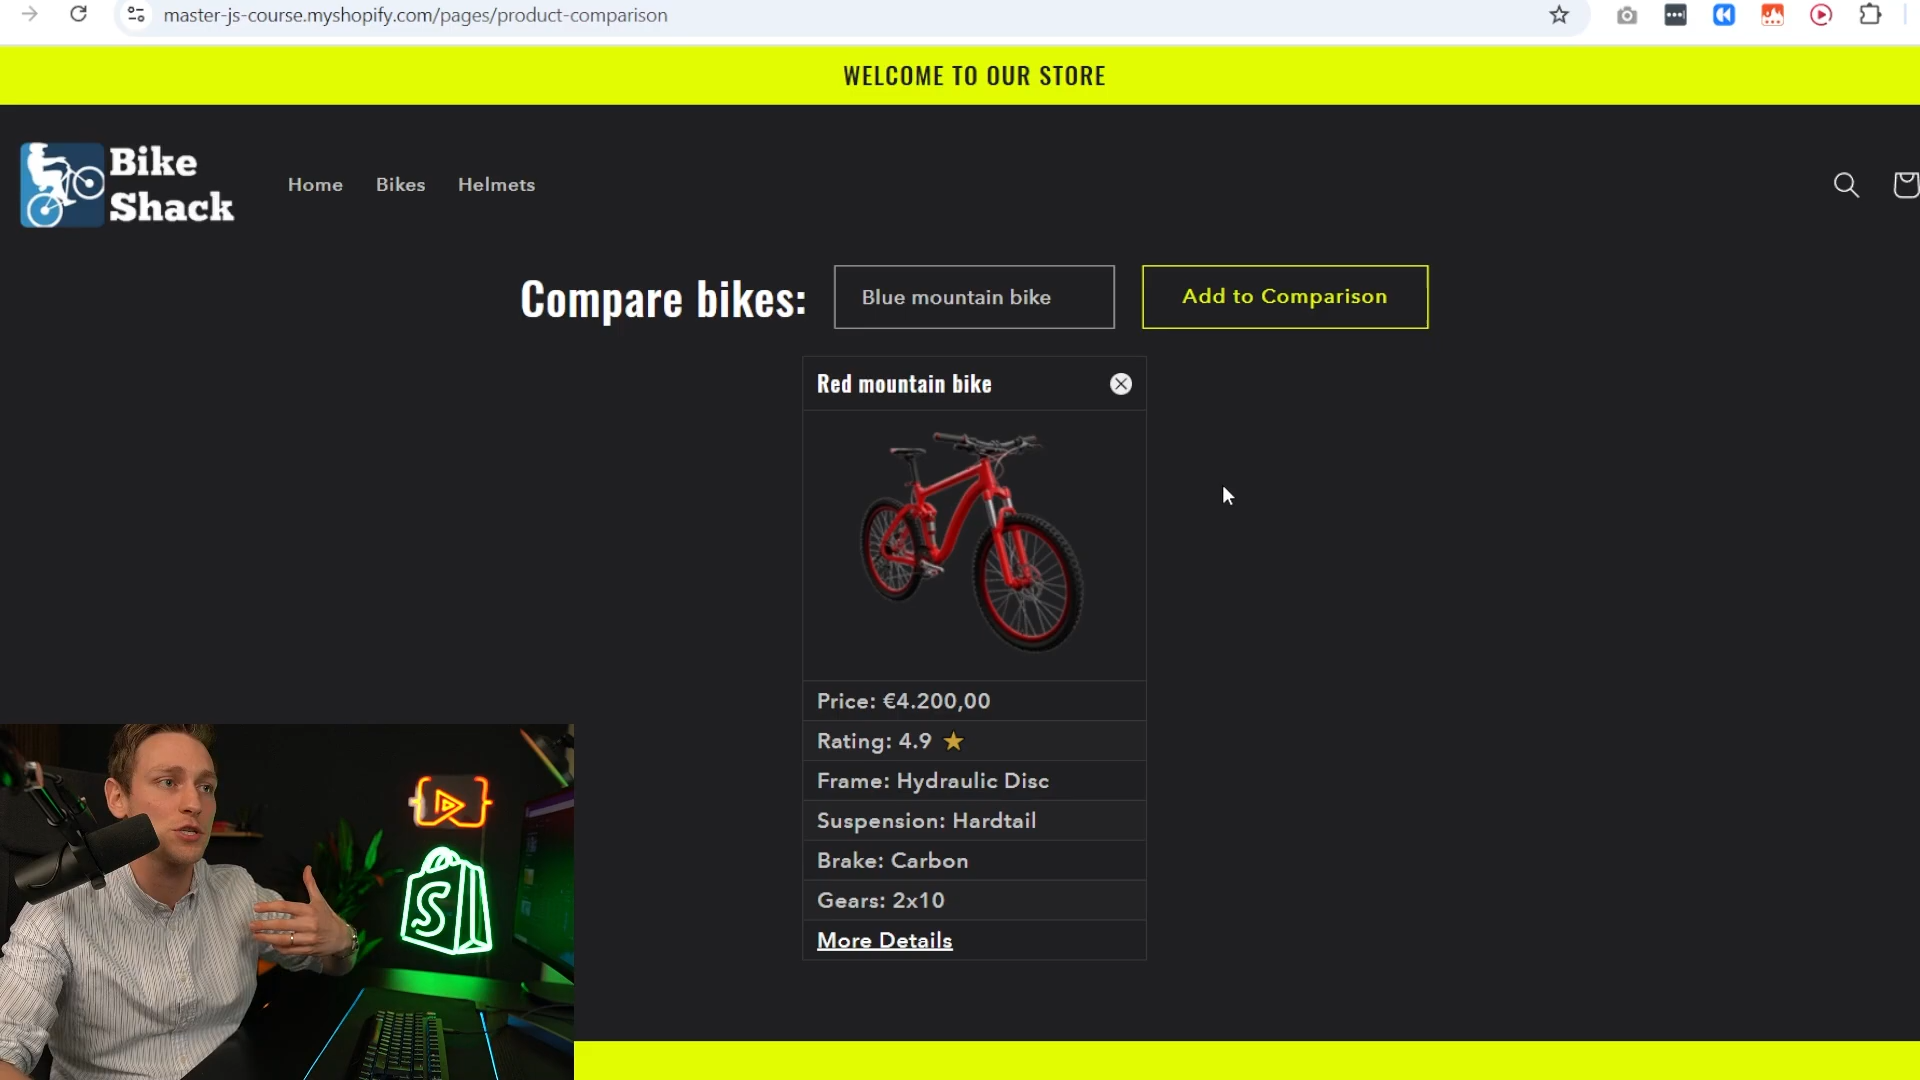 master-js-course.myshopify.com/pages/product-comparison
WELCOME TO OUR STORE
Bike
Shack
Home
Bikes
Helmets
Compare bikes:
Blue mountain bike
Add to Comparison
Red mountain bike
Price: €4.200,00
Rating: 4.9
Frame: Hydraulic Disc
Suspension: Hardtail
Brake: Carbon
Gears: 2x10
More Details
S